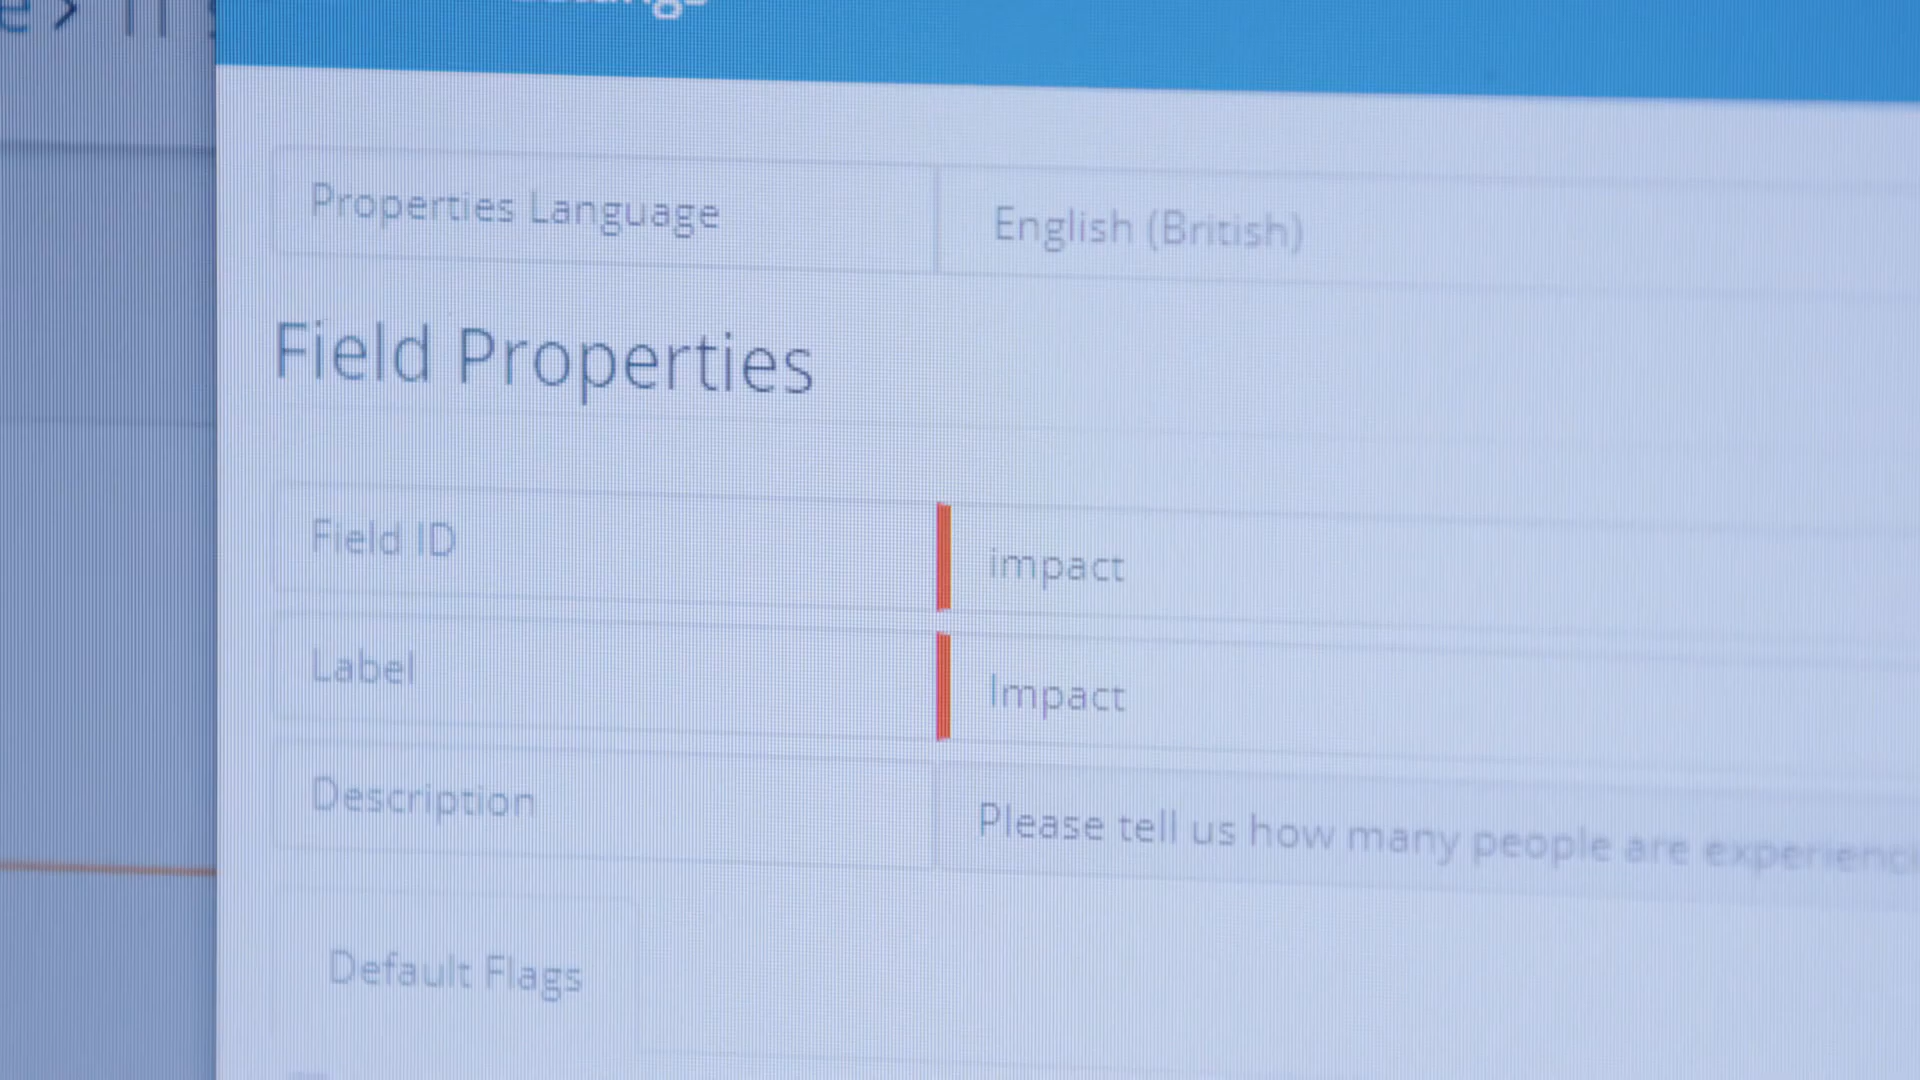 Properties Language
English (British)
Field Properties
Field ID
impact
Label
Impact
Description
Please tell us how many people are
Default Flags